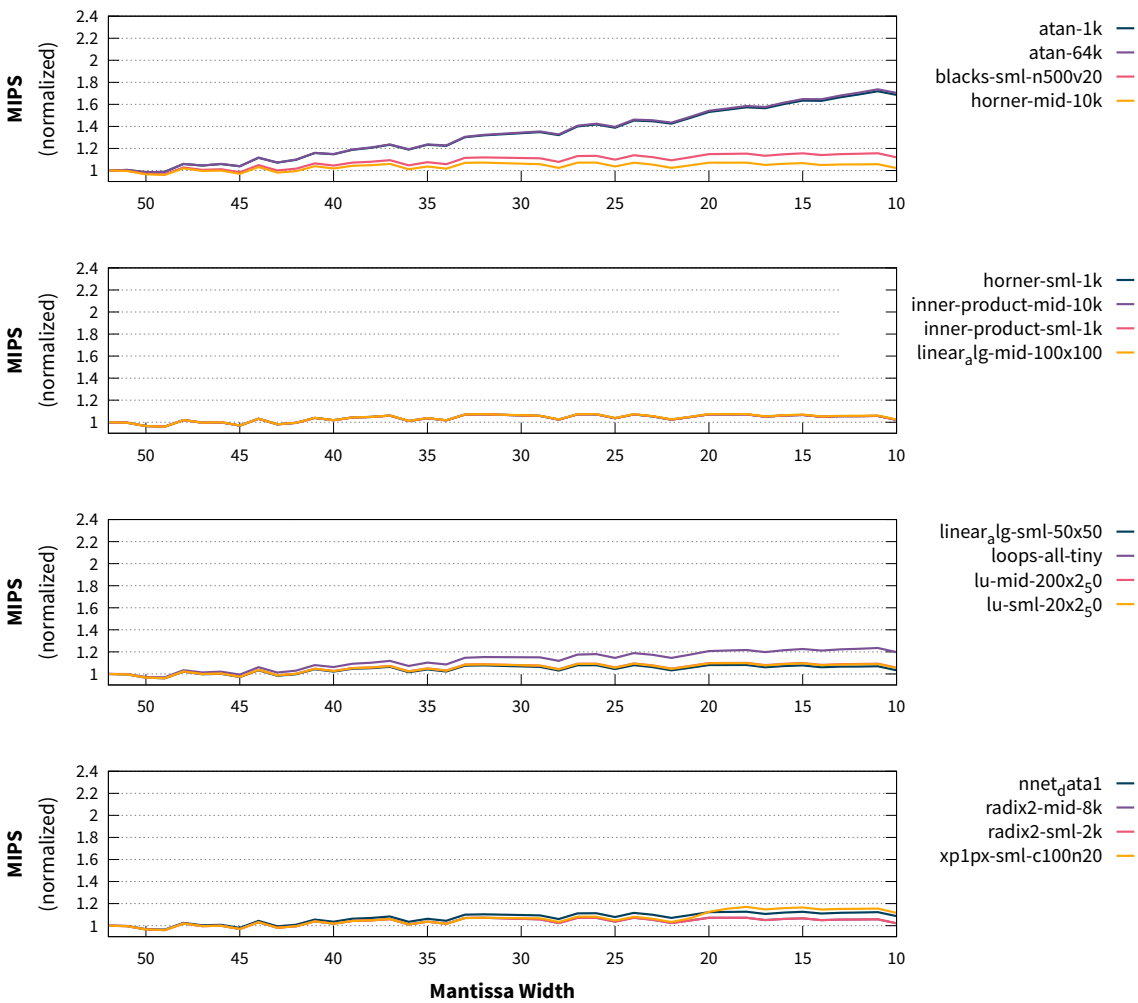 2.4
2.2
2
1.8
1.6
1.4
1.2
1
MIPS
(normalized)
50 45 40 35 30 25 20 15 10
atan-1k
atan-64k
blacks-sml-n500v20
horner-mid-10k
2.4
2.2
2
1.8
1.6
1.4
1.2
1
MIPS
(normalized)
50 45 40 35 30 25 20 15 10
horner-sml-1k
inner-product-mid-10k
inner-product-sml-1k
linearalg-mid-100x100
2.4
2.2
2
1.8
1.6
1.4
1.2
1
MIPS
(normalized)
50 45 40 35 30 25 20 15 10
linearalg-sml-50x50
loops-all-tiny
lu-mid-200x250
lu-sml-20x250
2.4
2.2
2
1.8
1.6
1.4
1.2
1
MIPS
(normalized)
50 45 40 35 30 25 20 15 10
nnetdata1
radix2-mid-8k
radix2-sml-2k
xp1px-sml-c100n20
Mantissa Width